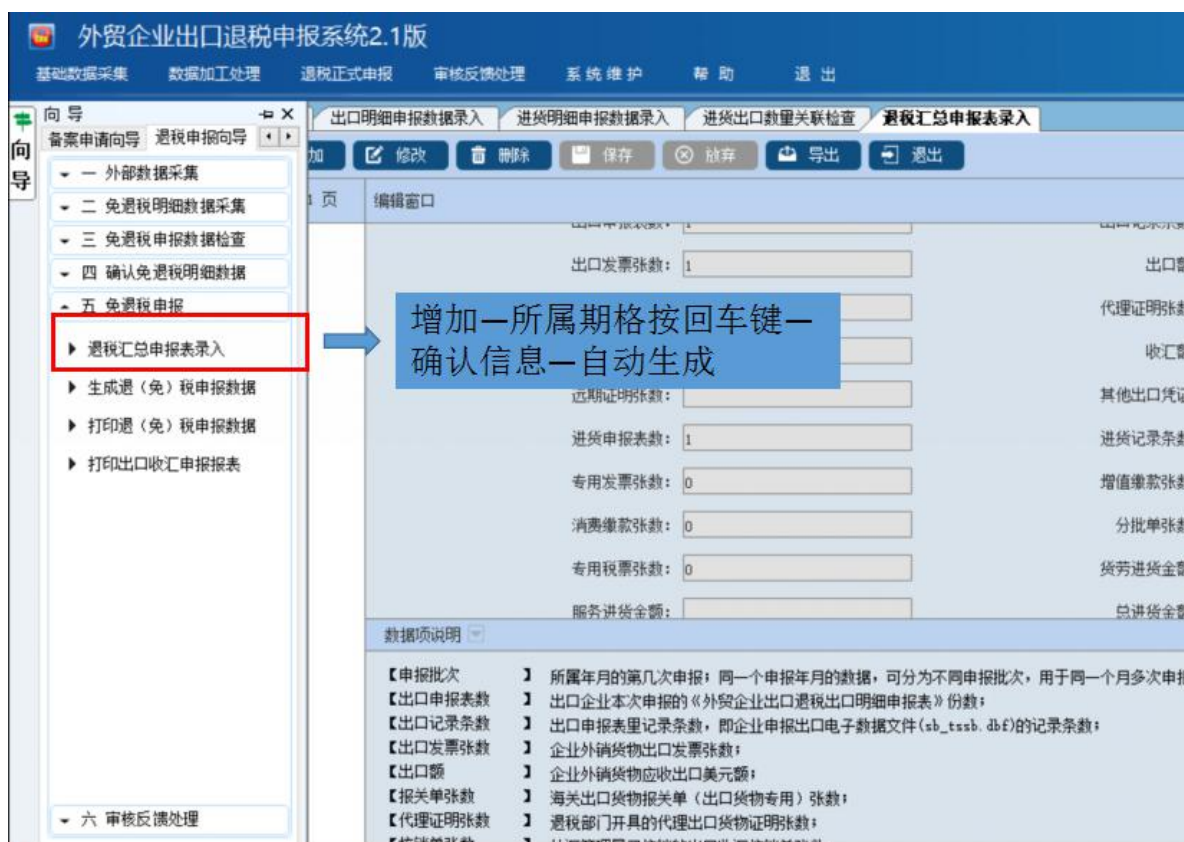 外贸企业出口退税申报系统2.1版
基础数据采集 数据加工处理 退税正式申报 审核反馈处理 系统维护 帮助 退出
向导
向导
备案申请向导 退税申报向导
出口明细申报数据录入 进货明细申报数据录入 进货出口数量关联检查 退税汇总申报表录入
加 修改 删除 保存 放弃 导出 退出
一 外部数据采集
二 免退税明细数据采集
三 免退税申报数据检查
四 确认免退税明细数据
五 免退税申报
退税汇总申报表录入
生成退（免）税申报数据
打印退（免）税申报数据
打印出口收汇申报报表
六 审核反馈处理
页 编辑窗口
出口发票张数： 1 出口额
代理证明张数
增加—所属期格按回车键—
确认信息—自动生成
收汇额
远期证明张数： 其他出口凭证
进货申报表数： 1 进货记录条数
专用发票张数： 0 增值缴款张数
消费缴款张数： 0 分批单张数
专用税票张数： 0 货劳进货金额
服务进货金额： 总进货金额
数据项说明
【申报批次 】 所属年月的第几次申报；同一个申报年月的数据，可分为不同申报批次，用于同一个月多次申报
【出口申报表数 】 出口企业本次申报的《外贸企业出口退税出口明细申报表》份数；
【出口记录条数 】 出口申报表里记录条数，即企业申报出口电子数据文件(sb_tssb.dbf)的记录条数；
【出口发票张数 】 企业外销货物出口发票张数；
【出口额 】 企业外销货物应收出口美元额；
【报关单张数 】 海关出口货物报关单（出口货物专用）张数；
【代理证明张数 】 退税部门开具的代理出口货物证明张数；